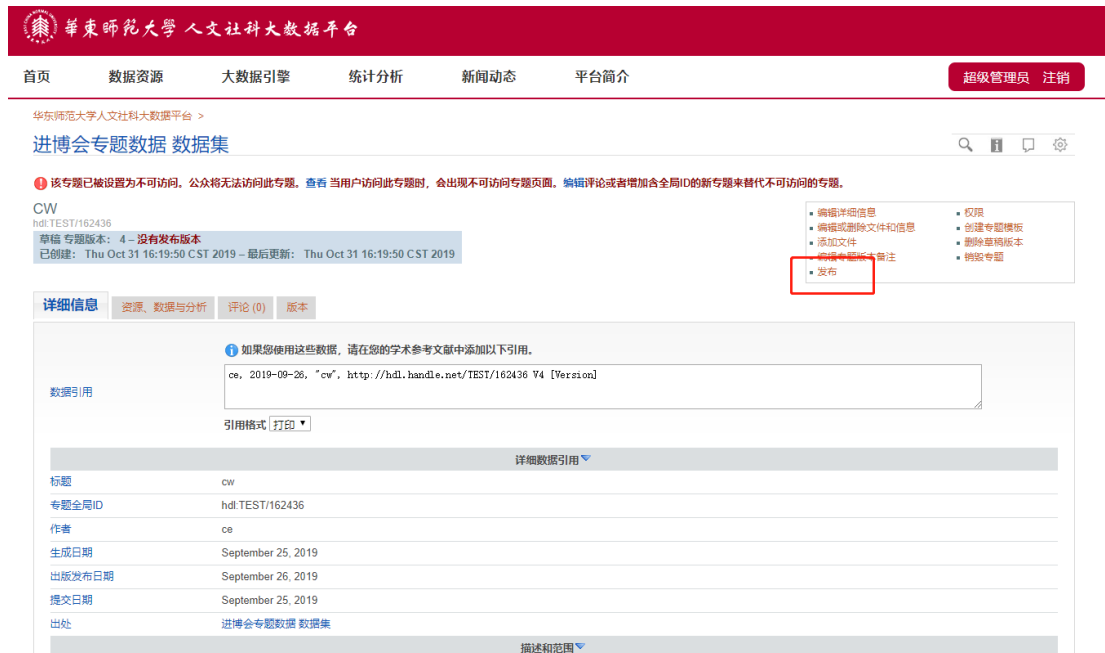 華東師範大學 人文社科大数据平台
首页 数据资源 大数据引擎 统计分析 新闻动态 平台简介 超级管理员 注销
华东师范大学人文社科大数据平台 >
进博会专题数据 数据集
该专题已被设置为不可访问。公众将无法访问此专题。查看 当用户访问此专题时，会出现不可访问专题页面。编辑评论或者增加含全局ID的新专题来替代不可访问的专题。
CW
hdl:TEST/162436
草稿 专题版本： 4 – 没有发布版本
已创建： Thu Oct 31 16:19:50 CST 2019 – 最后更新： Thu Oct 31 16:19:50 CST 2019
编辑详细信息
编辑或删除文件和信息
添加文件
编辑专题版本备注
发布
权限
创建专题模板
删除草稿版本
销毁专题
详细信息 资源、数据与分析 评论 (0) 版本
如果您使用这些数据，请在您的学术参考文献中添加以下引用。
数据引用
ce, 2019-09-26, "cw", http://hdl.handle.net/TEST/162436 V4 [Version]
引用格式 打印
详细数据引用
标题 cw
专题全局ID hdl:TEST/162436
作者 ce
生成日期 September 25, 2019
出版发布日期 September 26, 2019
提交日期 September 25, 2019
出处 进博会专题数据 数据集
描述和范围